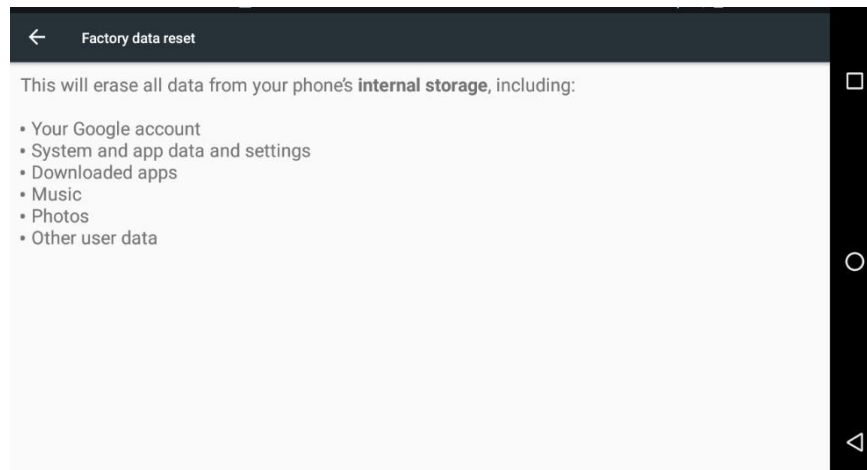 Factory data reset
This will erase all data from your phone's internal storage, including:
• Your Google account
• System and app data and settings
• Downloaded apps
• Music
• Photos
• Other user data